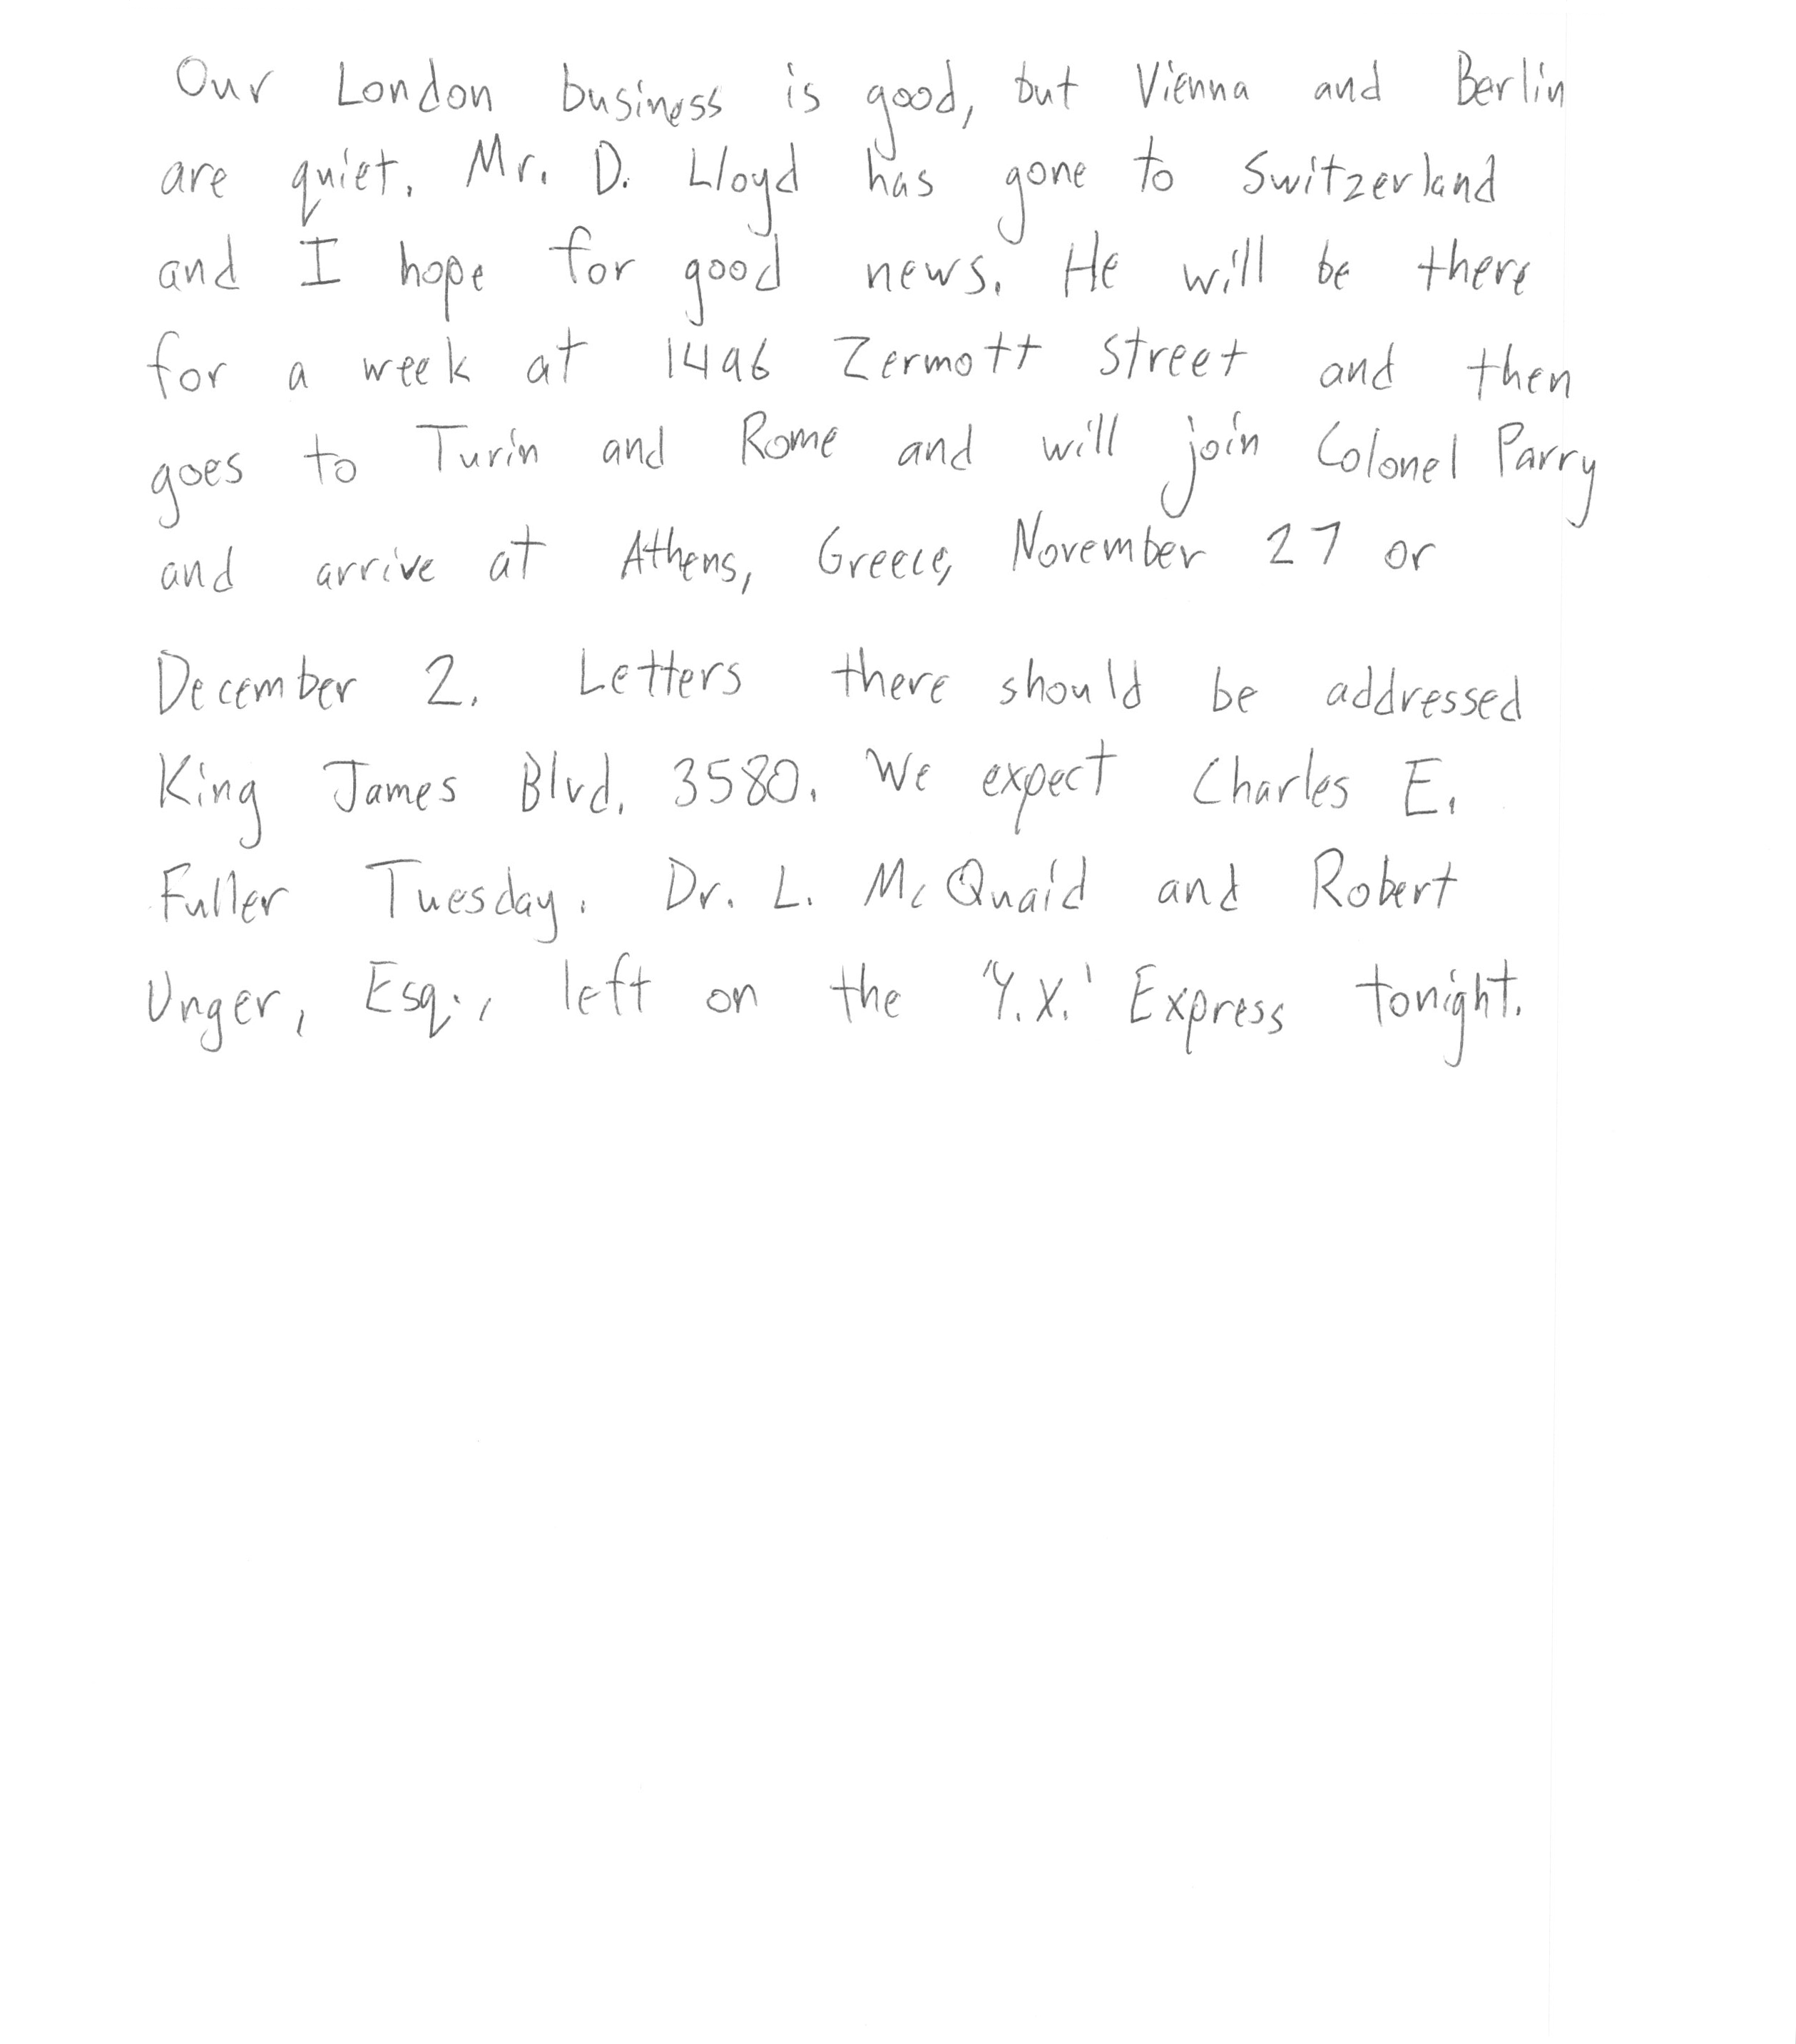 Our London business is good, but Vienna and Berlin
are quiet. Mr. D. Lloyd has gone to Switzerland
and I hope for good news. He will be there
for a week at 1496 Zermott street and then
goes to Turin and Rome and will join Colonel Parry
and arrive at Athens, Greece, November 27 or
December 2. Letters there should be addressed
King James Blvd. 3580. We expect Charles E.
Fuller Tuesday. Dr. L. McQuaid and Robert
Unger, Esq., left on the "Y.X.' Express tonight.